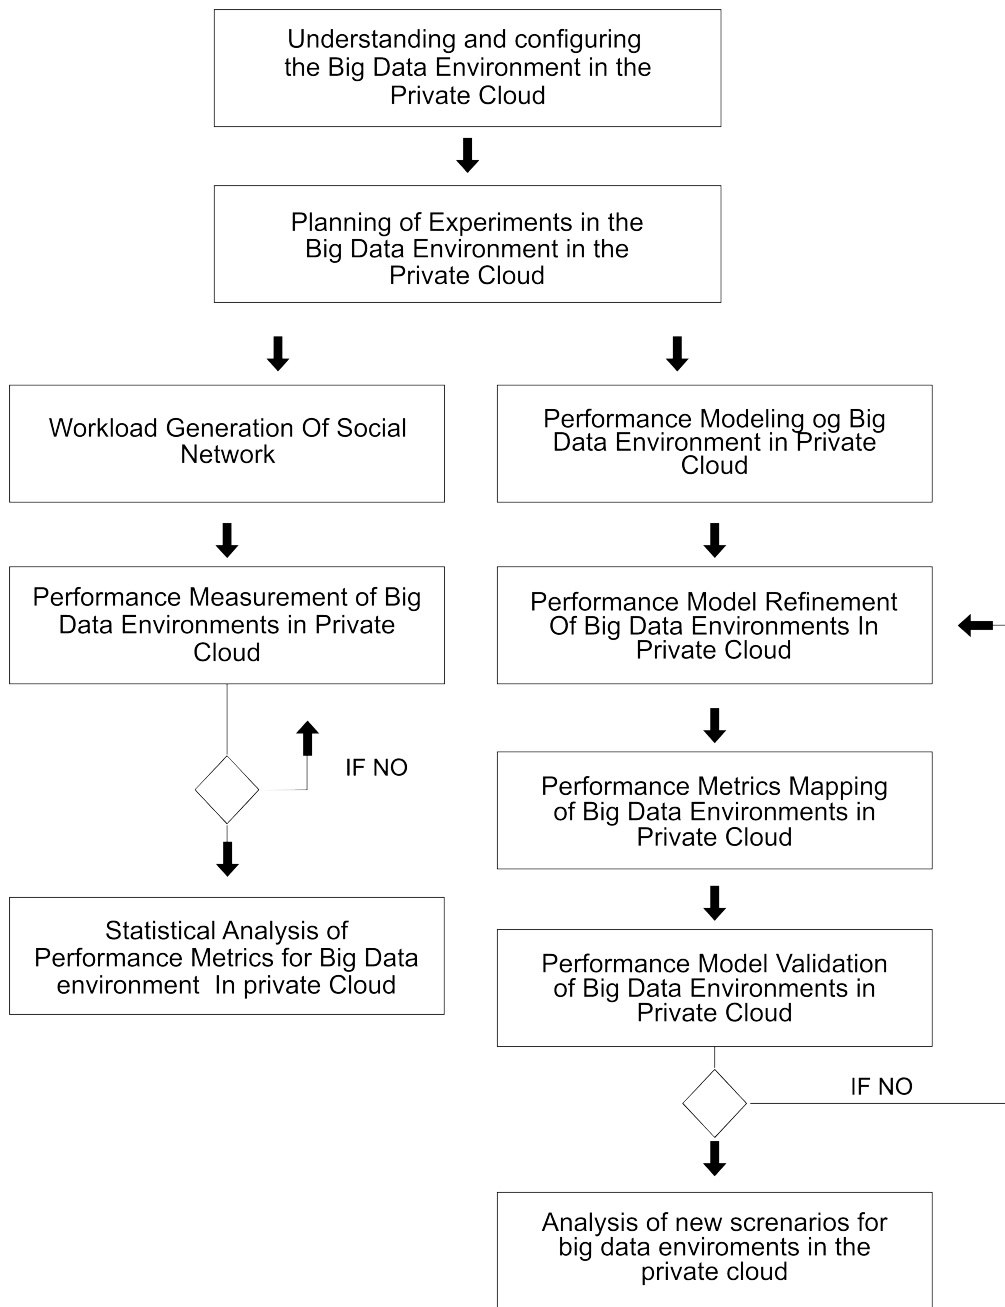 Understanding and configuring
the Big Data Environment in the
Private Cloud
Planning of Experiments in the
Big Data Environment in the
Private Cloud
Workload Generation Of Social
Network
Performance Modeling og Big
Data Environment in Private
Cloud
Performance Measurement of Big
Data Environments in Private
Cloud
Performance Model Refinement
Of Big Data Environments In
Private Cloud
IF NO
Performance Metrics Mapping
of Big Data Environments in
Private Cloud
Statistical Analysis of
Performance Metrics for Big Data
environment In private Cloud
Performance Model Validation
of Big Data Environments in
Private Cloud
IF NO
Analysis of new screnarios for
big data enviroments in the
private cloud